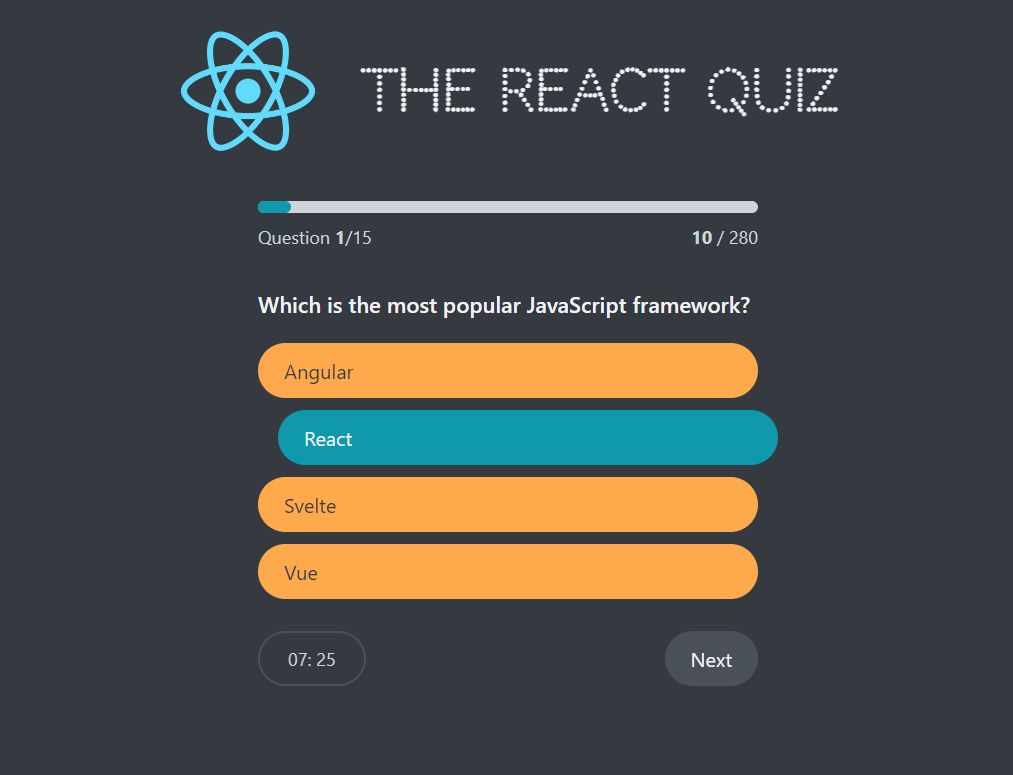 THE REACT QUIZ
Question 1/15
10 / 280
Which is the most popular JavaScript framework?
Angular
React
Svelte
Vue
07: 25
Next